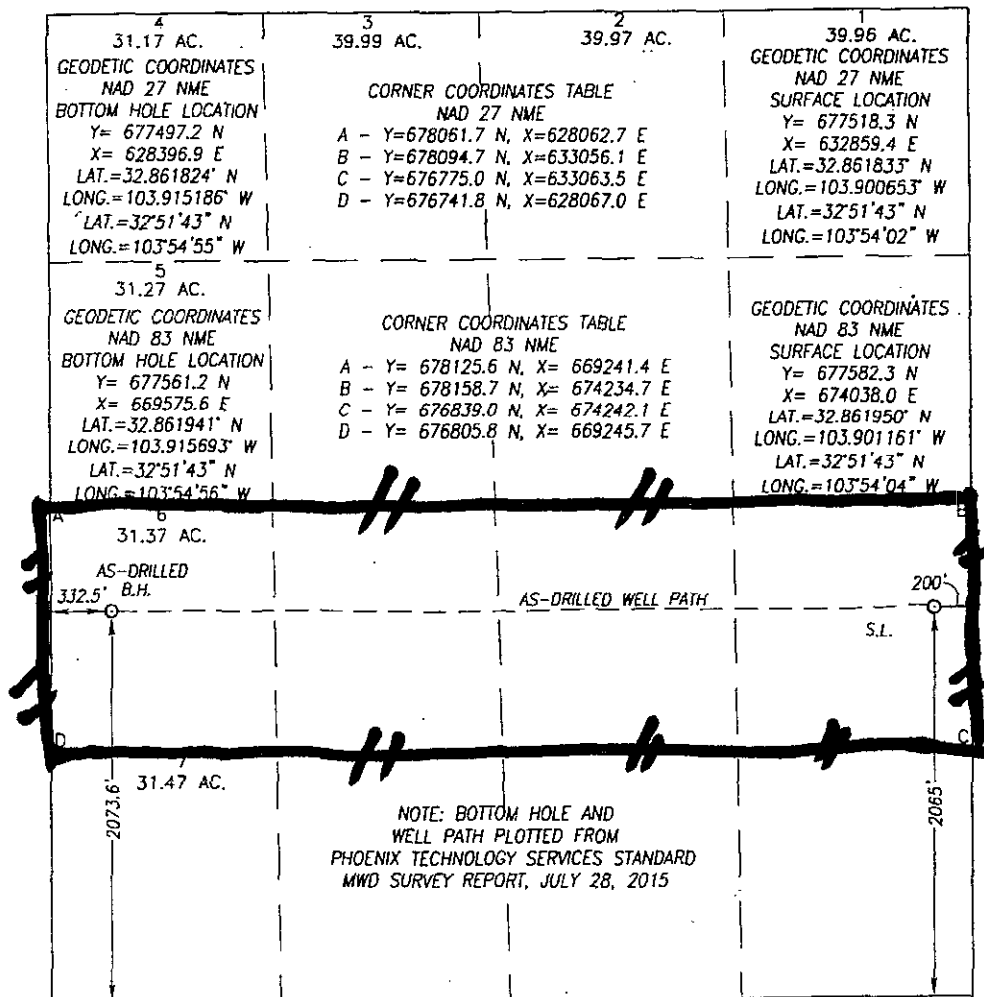 4
31.17 AC.
3
39.99 AC.
2
39.97 AC.
1
39.96 AC.
GEODETIC COORDINATES
NAD 27 NME
BOTTOM HOLE LOCATION
Y= 677497.2 N
X= 628396.9 E
LAT.=32.861824° N
LONG.=103.915186° W
LAT.=32°51'43" N
LONG.=103°54'55" W
CORNER COORDINATES TABLE
NAD 27 NME
A - Y=678061.7 N, X=628062.7 E
B - Y=678094.7 N, X=633056.1 E
C - Y=676775.0 N, X=633063.5 E
D - Y=676741.8 N, X=628067.0 E
GEODETIC COORDINATES
NAD 27 NME
SURFACE LOCATION
Y= 677518.3 N
X= 632859.4 E
LAT.=32.861833° N
LONG.=103.900653° W
LAT.=32°51'43" N
LONG.=103°54'02" W
5
31.27 AC.
GEODETIC COORDINATES
NAD 83 NME
BOTTOM HOLE LOCATION
Y= 677561.2 N
X= 669575.6 E
LAT.=32.861941° N
LONG.=103.915693° W
LAT.=32°51'43" N
LONG.=103°54'56" W
CORNER COORDINATES TABLE
NAD 83 NME
A - Y= 678125.6 N, X= 669241.4 E
B - Y= 678158.7 N, X= 674234.7 E
C - Y= 676839.0 N, X= 674242.1 E
D - Y= 676805.8 N, X= 669245.7 E
GEODETIC COORDINATES
NAD 83 NME
SURFACE LOCATION
Y= 677582.3 N
X= 674038.0 E
LAT.=32.861950° N
LONG.=103.901161° W
LAT.=32°51'43" N
LONG.=103°54'04" W
A
6
B
31.37 AC.
AS-DRILLED
B.H.
332.5'
AS-DRILLED WELL PATH
200'
S.L.
D
C
7
31.47 AC.
2073.6'
2065'
NOTE: BOTTOM HOLE AND
WELL PATH PLOTTED FROM
PHOENIX TECHNOLOGY SERVICES STANDARD
MWD SURVEY REPORT, JULY 28, 2015